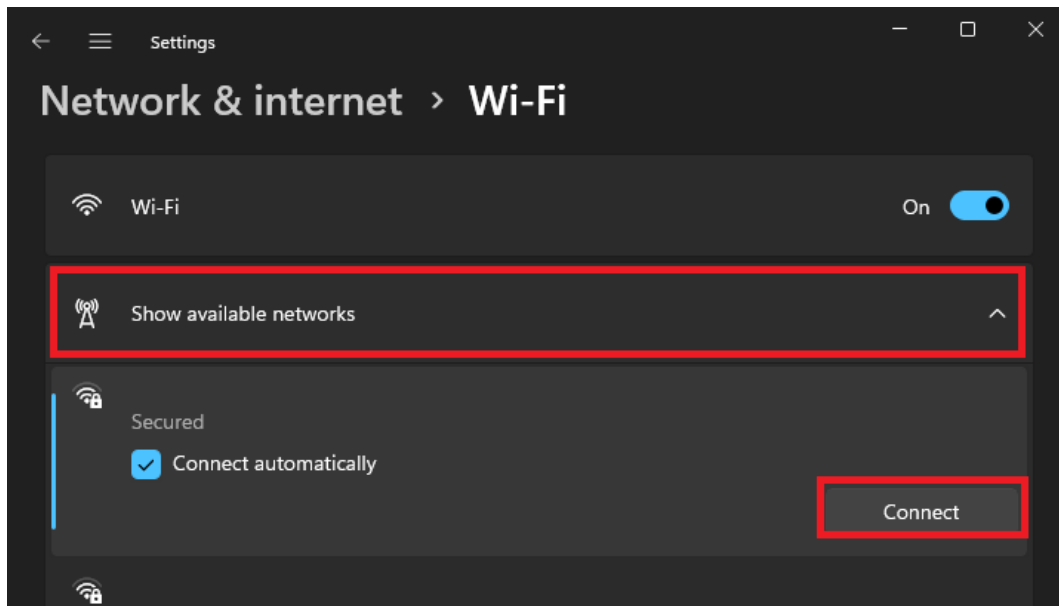 Settings
Network & internet > Wi-Fi
Wi-Fi
On
Show available networks
Secured
Connect automatically
Connect